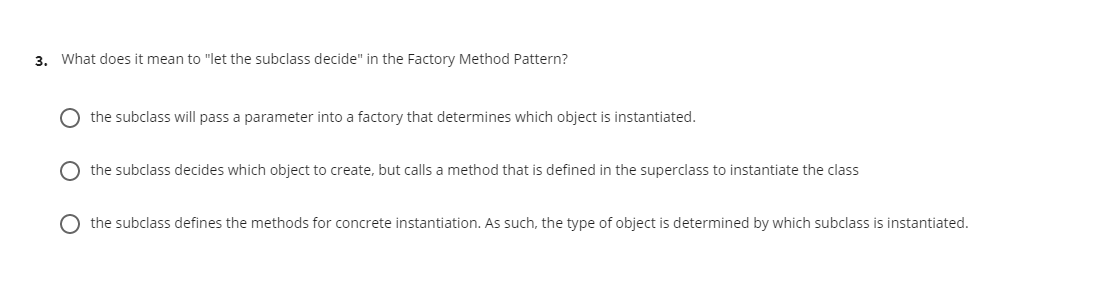 3. What does it mean to "let the subclass decide" in the Factory Method Pattern?
the subclass will pass a parameter into a factory that determines which object is instantiated.
the subclass decides which object to create, but calls a method that is defined in the superclass to instantiate the class
the subclass defines the methods for concrete instantiation. As such, the type of object is determined by which subclass is instantiated.